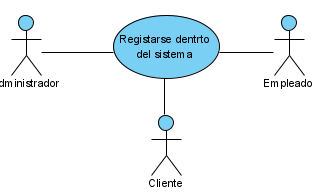 Registarse dentrto
del sistema
dministrador
Empleado
Cliente